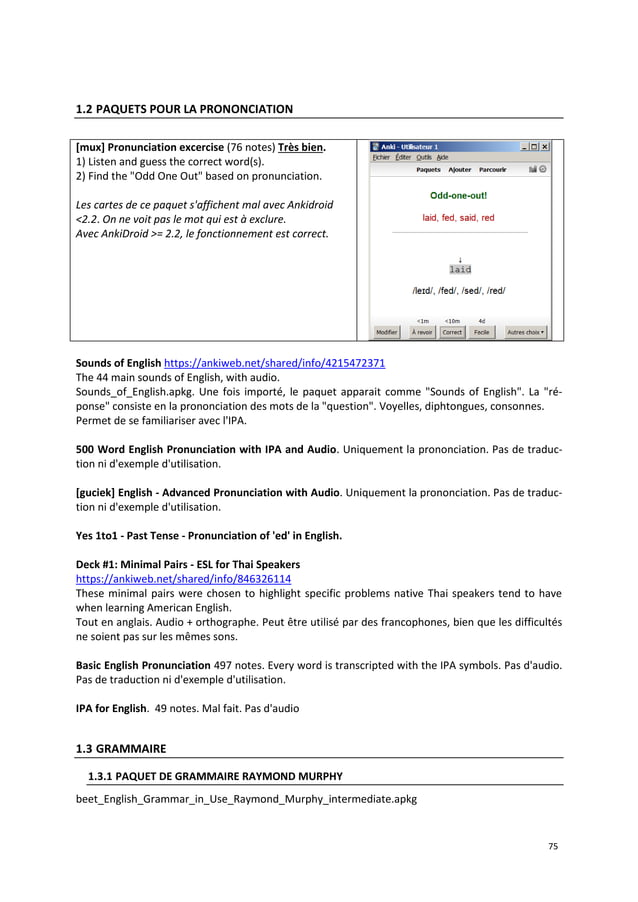 1.2 PAQUETS POUR LA PRONONCIATION
[mux] Pronunciation excercise (76 notes) Très bien.
1) Listen and guess the correct word(s).
2) Find the "Odd One Out" based on pronunciation.
Les cartes de ce paquet s'affichent mal avec Ankidroid
<2.2. On ne voit pas le mot qui est à exclure.
Avec AnkiDroid >= 2.2, le fonctionnement est correct.
Anki - Utilisateur 1
Fichier Éditer Outils Aide
Paquets Ajouter Parcourir
Odd-one-out!
laid, fed, said, red
↓
laid
/leɪd/, /fed/, /sed/, /red/
<1m <10m 4d
Modifier À revoir Correct Facile Autres choix ▾
Sounds of English https://ankiweb.net/shared/info/4215472371
The 44 main sounds of English, with audio.
Sounds_of_English.apkg. Une fois importé, le paquet apparait comme "Sounds of English". La "ré-
ponse" consiste en la prononciation des mots de la "question". Voyelles, diphtongues, consonnes.
Permet de se familiariser avec l'IPA.
500 Word English Pronunciation with IPA and Audio. Uniquement la prononciation. Pas de traduc-
tion ni d'exemple d'utilisation.
[guciek] English - Advanced Pronunciation with Audio. Uniquement la prononciation. Pas de traduc-
tion ni d'exemple d'utilisation.
Yes 1to1 - Past Tense - Pronunciation of 'ed' in English.
Deck #1: Minimal Pairs - ESL for Thai Speakers
https://ankiweb.net/shared/info/846326114
These minimal pairs were chosen to highlight specific problems native Thai speakers tend to have
when learning American English.
Tout en anglais. Audio + orthographe. Peut être utilisé par des francophones, bien que les difficultés
ne soient pas sur les mêmes sons.
Basic English Pronunciation 497 notes. Every word is transcripted with the IPA symbols. Pas d'audio.
Pas de traduction ni d'exemple d'utilisation.
IPA for English. 49 notes. Mal fait. Pas d'audio
1.3 GRAMMAIRE
1.3.1 PAQUET DE GRAMMAIRE RAYMOND MURPHY
beet_English_Grammar_in_Use_Raymond_Murphy_intermediate.apkg
75